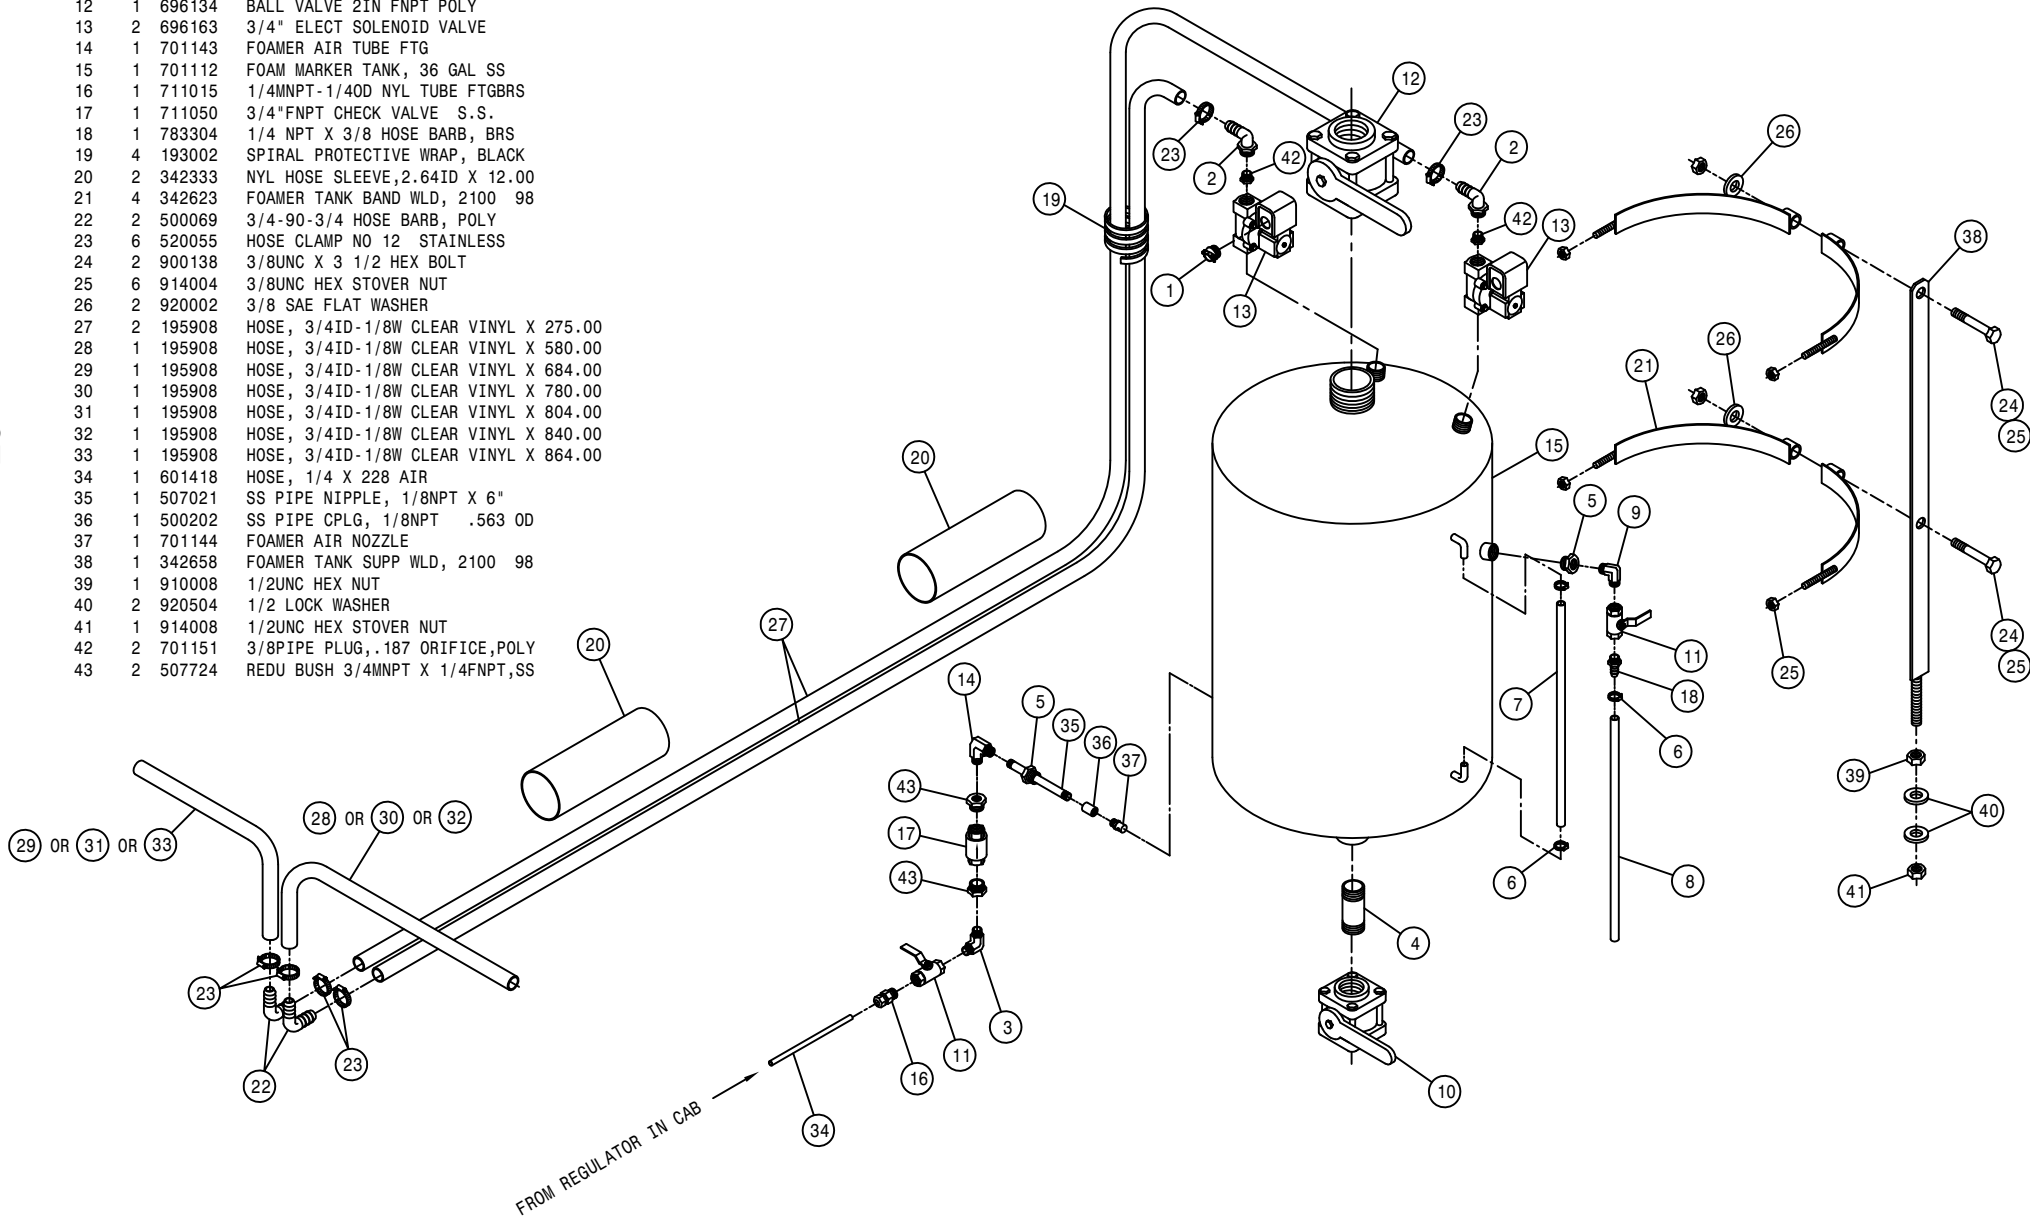 12 1 696134 BALL VALVE 2IN FNPT POLY
13 2 696163 3/4" ELECT SOLENOID VALVE
14 1 701143 FOAMER AIR TUBE FTG
15 1 701112 FOAM MARKER TANK, 36 GAL SS
16 1 711015 1/4MNPT-1/4OD NYL TUBE FTGBRS
17 1 711050 3/4"FNPT CHECK VALVE S.S.
18 1 783304 1/4 NPT X 3/8 HOSE BARB, BRS
19 4 193002 SPIRAL PROTECTIVE WRAP, BLACK
20 2 342333 NYL HOSE SLEEVE,2.64ID X 12.00
21 4 342623 FOAMER TANK BAND WLD, 2100 98
22 2 500069 3/4-90-3/4 HOSE BARB, POLY
23 6 520055 HOSE CLAMP NO 12 STAINLESS
24 2 900138 3/8UNC X 3 1/2 HEX BOLT
25 6 914004 3/8UNC HEX STOVER NUT
26 2 920002 3/8 SAE FLAT WASHER
27 2 195908 HOSE, 3/4ID-1/8W CLEAR VINYL X 275.00
28 1 195908 HOSE, 3/4ID-1/8W CLEAR VINYL X 580.00
29 1 195908 HOSE, 3/4ID-1/8W CLEAR VINYL X 684.00
30 1 195908 HOSE, 3/4ID-1/8W CLEAR VINYL X 780.00
31 1 195908 HOSE, 3/4ID-1/8W CLEAR VINYL X 804.00
32 1 195908 HOSE, 3/4ID-1/8W CLEAR VINYL X 840.00
33 1 195908 HOSE, 3/4ID-1/8W CLEAR VINYL X 864.00
34 1 601418 HOSE, 1/4 X 228 AIR
35 1 507021 SS PIPE NIPPLE, 1/8NPT X 6"
36 1 500202 SS PIPE CPLG, 1/8NPT .563 OD
37 1 701144 FOAMER AIR NOZZLE
38 1 342658 FOAMER TANK SUPP WLD, 2100 98
39 1 910008 1/2UNC HEX NUT
40 2 920504 1/2 LOCK WASHER
41 1 914008 1/2UNC HEX STOVER NUT
42 2 701151 3/8PIPE PLUG,.187 ORIFICE,POLY
43 2 507724 REDU BUSH 3/4MNPT X 1/4FNPT,SS
12
23
2
26
23
2
42
19
42
13
38
1
13
26
21
24
25
20
15
5
9
27
20
14
5
35
36
37
7
11
18
24
25
25
6
43
39
40
28 OR 30 OR 32
29 OR 31 OR 33
17
43
6
8
41
4
23
3
22
23
11
16
10
34
FROM REGULATOR IN CAB